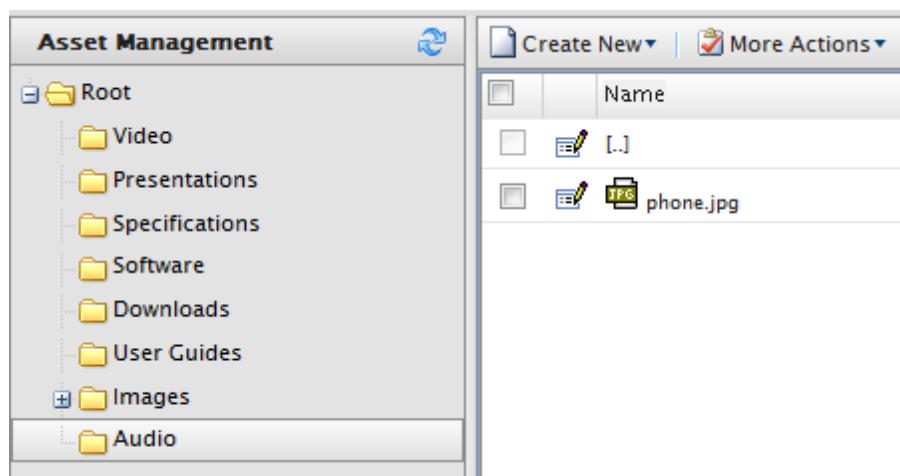 Asset Management
Root
Video
Presentations
Specifications
Software
Downloads
User Guides
Images
Audio
Create New More Actions
Name
[..]
JPG phone.jpg